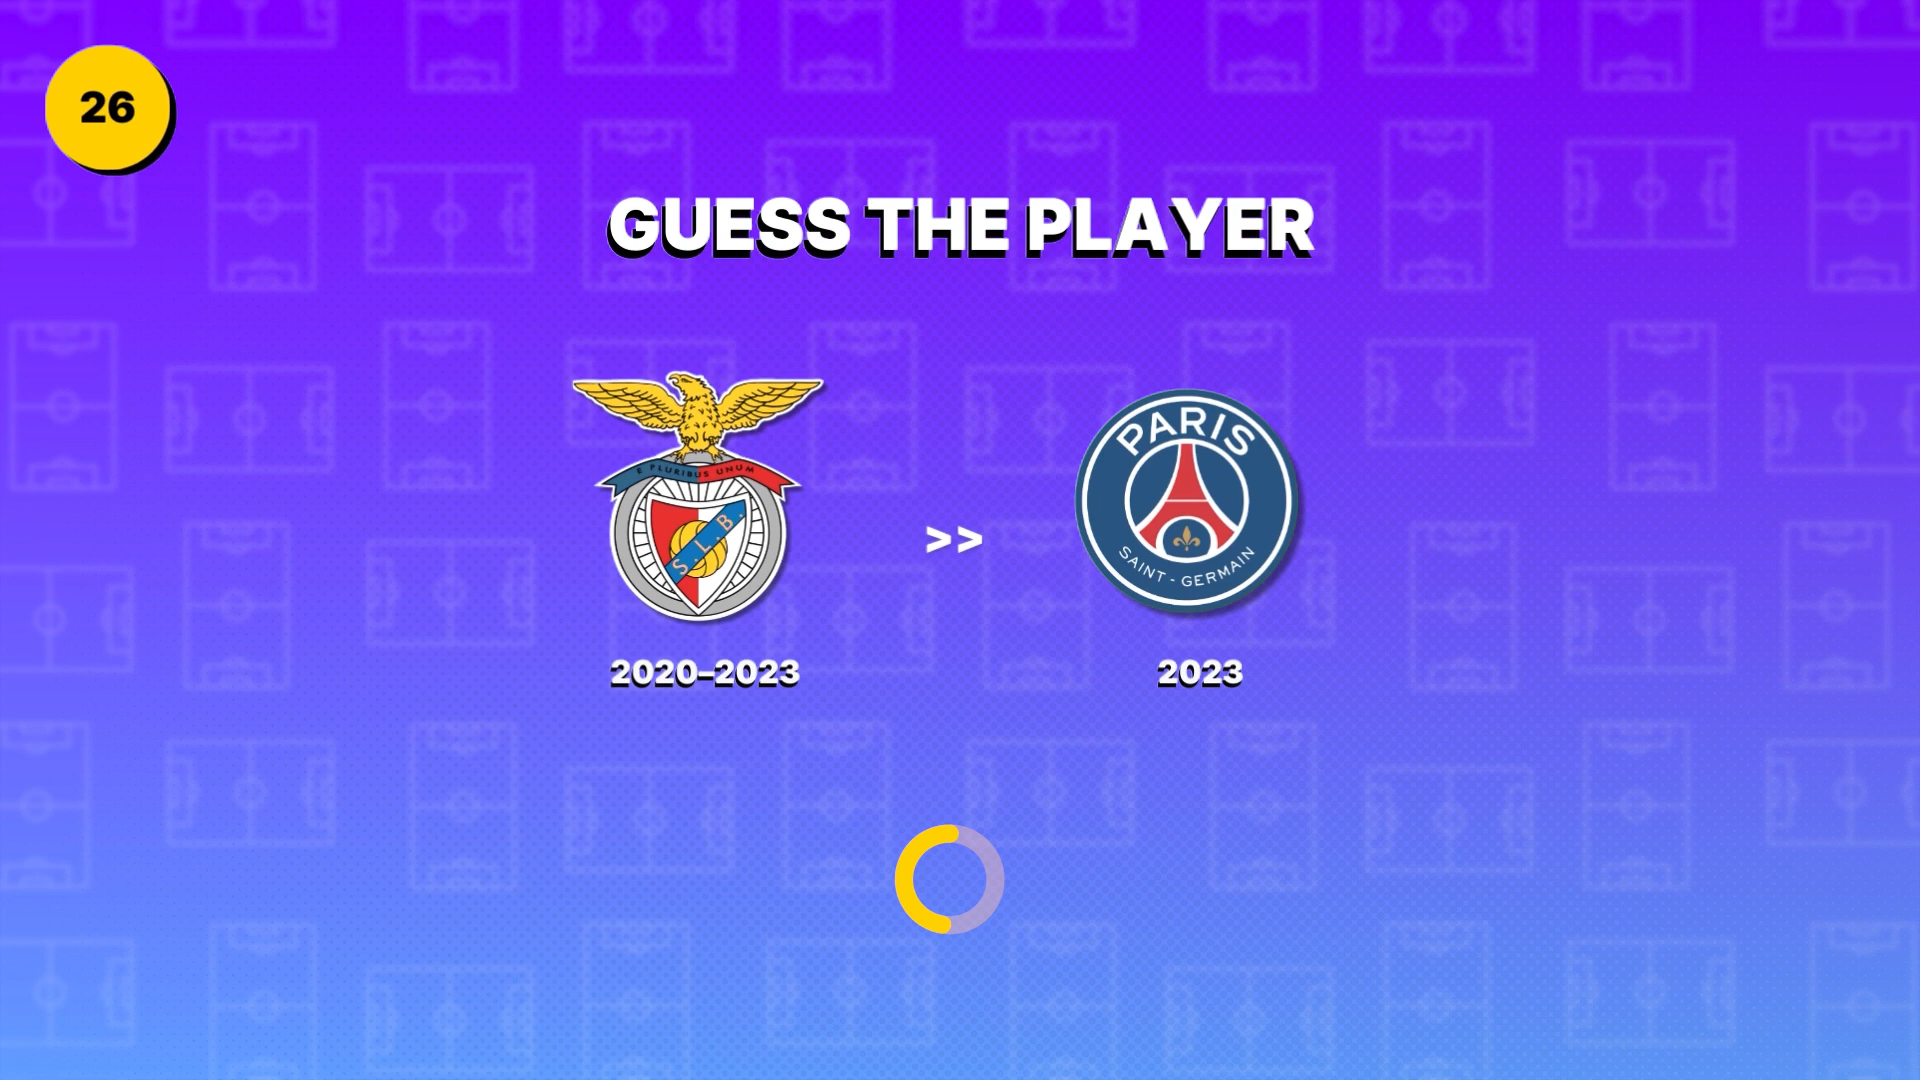 26
GUESS THE PLAYER
E PLURIBUS UNUM
S.L.B.
>>
PARIS
SAINT-GERMAIN
2020–2023
2023